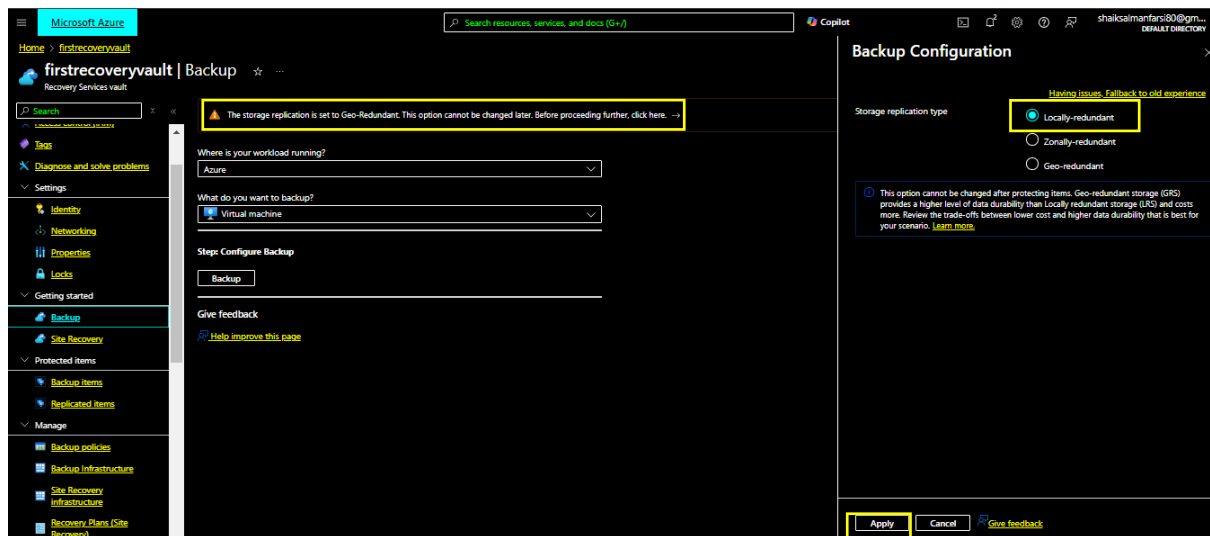 Microsoft Azure
Search resources, services, and docs (G+/)
Copilot
2
shaiksalmanfarsi80@gm...
DEFAULT DIRECTORY
Home > firstrecoveryvault
firstrecoveryvault | Backup
Recovery Services vault
Search
Access control (IAM)
Tags
Diagnose and solve problems
Settings
Identity
Networking
Properties
Locks
Getting started
Backup
Site Recovery
Protected items
Backup items
Replicated items
Manage
Backup policies
Backup Infrastructure
Site Recovery
infrastructure
Recovery Plans (Site
Recovery)
The storage replication is set to Geo-Redundant. This option cannot be changed later. Before proceeding further, click here. →
Where is your workload running?
Azure
What do you want to backup?
Virtual machine
Step: Configure Backup
Backup
Give feedback
Help improve this page
Backup Configuration
Having issues, Fallback to old experience
Storage replication type
Locally-redundant
Zonally-redundant
Geo-redundant
This option cannot be changed after protecting items. Geo-redundant storage (GRS)
provides a higher level of data durability than Locally redundant storage (LRS) and costs
more. Review the trade-offs between lower cost and higher data durability that is best for
your scenario. Learn more.
Apply
Cancel
Give feedback